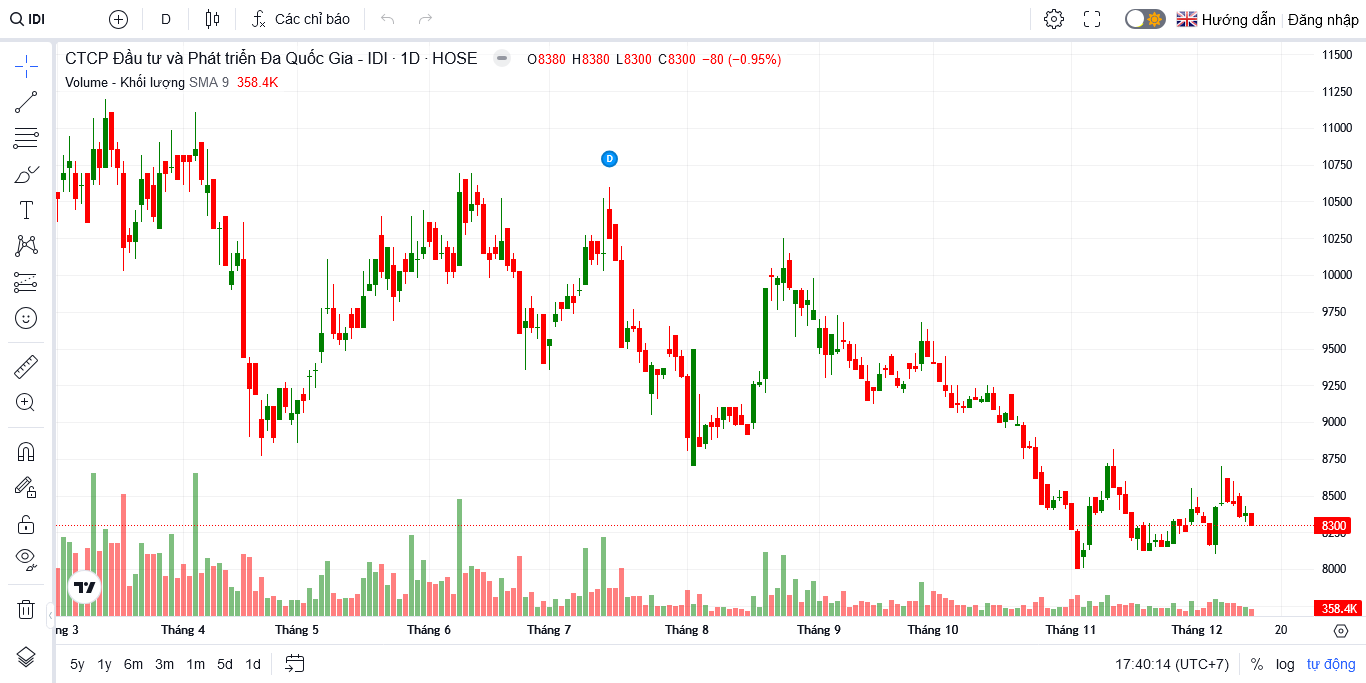 IDI D Các chỉ báo Hướng dẫn Đăng nhập
CTCP Đầu tư và Phát triển Đa Quốc Gia - IDI · 1D · HOSE O8380 H8380 L8300 C8300 −80 (−0.95%)
Volume - Khối lượng SMA 9 358.4K
D
11500
11250
11000
10750
10500
10250
10000
9750
9500
9250
9000
8750
8500
8300
8250
8000
358.4K
ng 3 Tháng 4 Tháng 5 Tháng 6 Tháng 7 Tháng 8 Tháng 9 Tháng 10 Tháng 11 Tháng 12 20
5y 1y 6m 3m 1m 5d 1d 17:40:14 (UTC+7) % log tự động